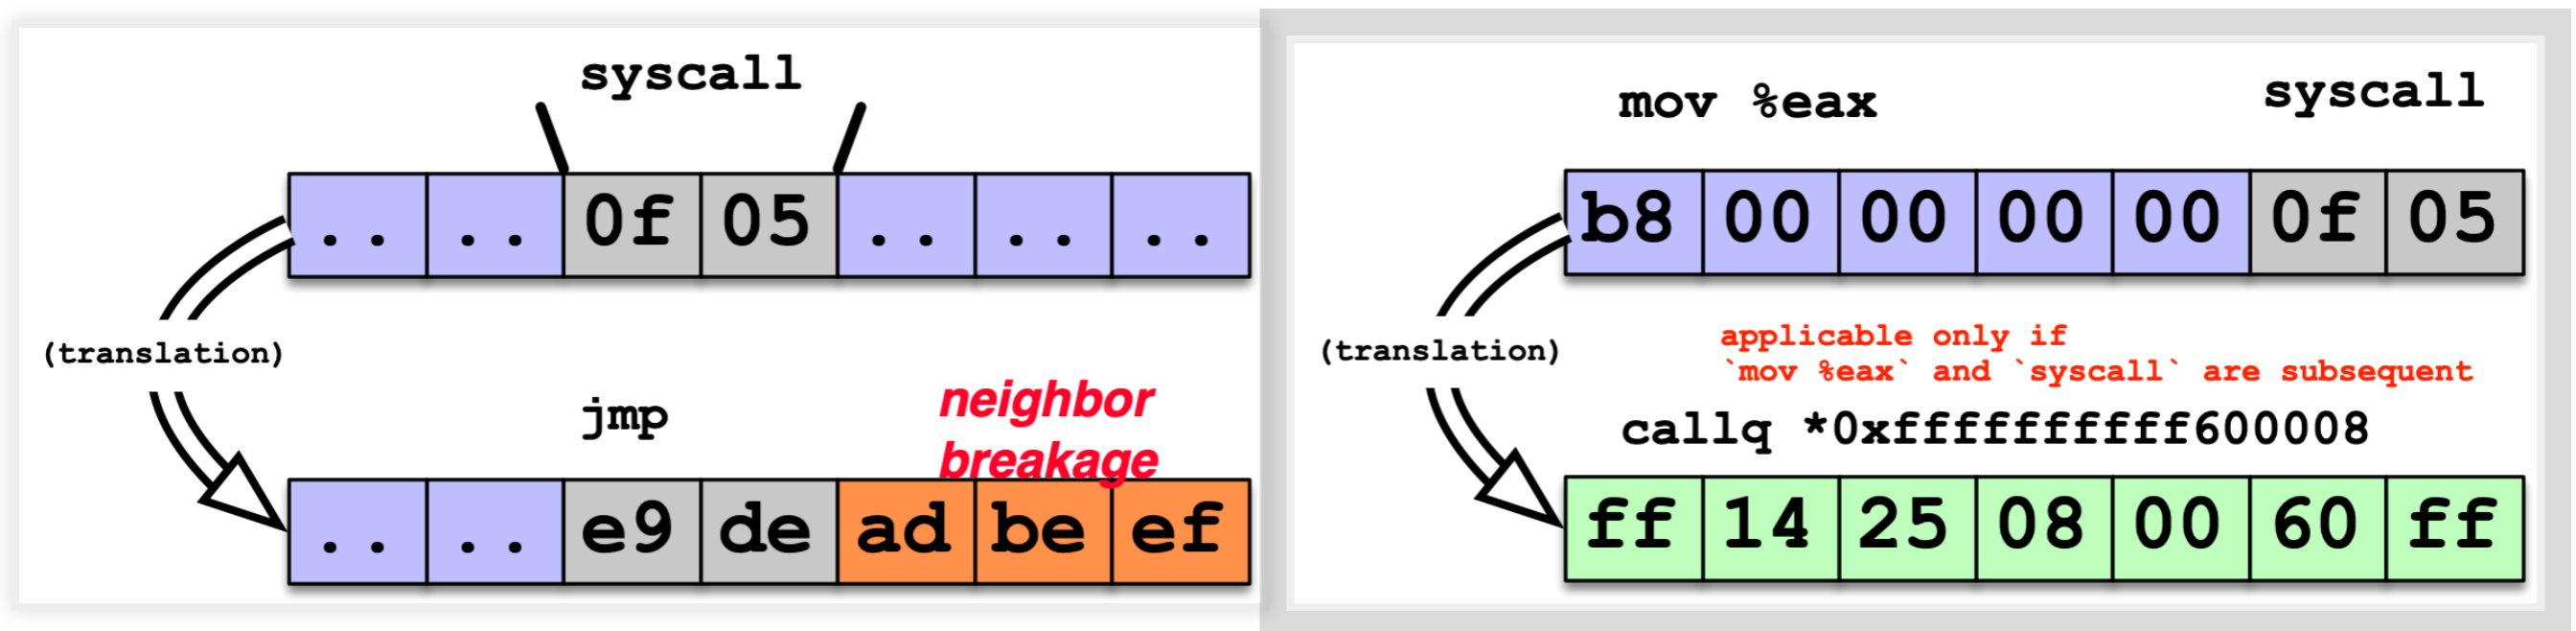 syscall
.. .. 0f 05 .. .. ..
(translation)
jmp
neighbor
breakage
.. .. e9 de ad be ef
mov %eax
syscall
b8 00 00 00 00 0f 05
(translation)
applicable only if
`mov %eax` and `syscall` are subsequent
callq *0xffffffffff600008
ff 14 25 08 00 60 ff